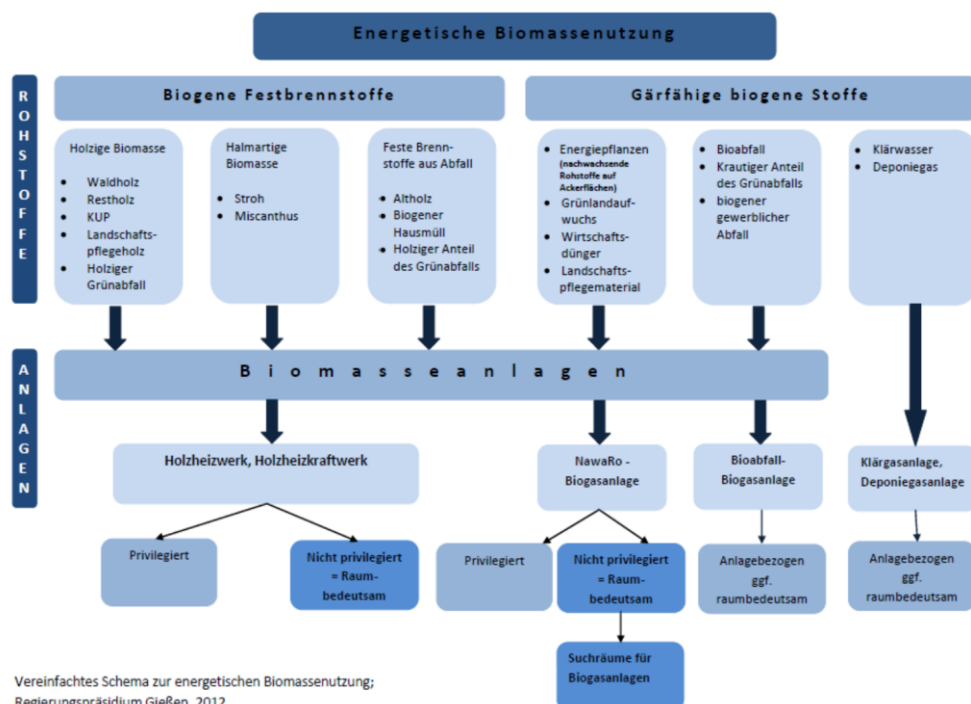 Energetische Biomassenutzung
ROHSTOFFE
Biogene Festbrennstoffe
Gärfähige biogene Stoffe
Holzige Biomasse
• Waldholz
• Restholz
• KUP
• Landschafts-
pflegeholz
• Holziger
Grünabfall
Halmartige
Biomasse
• Stroh
• Miscanthus
Feste Brenn-
stoffe aus Abfall
• Altholz
• Biogener
Hausmüll
• Holziger Anteil
des Grünabfalls
• Energiepflanzen
(nachwachsende
Rohstoffe auf
Ackerflächen)
• Grünlandauf-
wuchs
• Wirtschafts-
dünger
• Landschafts-
pflegematerial
• Bioabfall
• Krautiger Anteil
des Grünabfalls
• biogener
gewerblicher
Abfall
• Klärwasser
• Deponiegas
ANLAGEN
Biomasseanlagen
Holzheizwerk, Holzheizkraftwerk
NawaRo -
Biogasanlage
Bioabfall-
Biogasanlage
Klärgasanlage,
Deponiegasanlage
Privilegiert
Nicht privilegiert
= Raum-
bedeutsam
Privilegiert
Nicht privilegiert
= Raum-
bedeutsam
Anlagebezogen
ggf.
raumbedeutsam
Anlagebezogen
ggf.
raumbedeutsam
Suchräume für
Biogasanlagen
Vereinfachtes Schema zur energetischen Biomassenutzung;
Regierungspräsidium Gießen, 2012